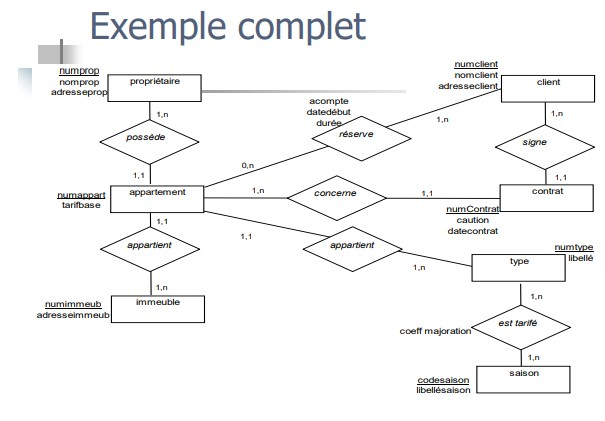 Exemple complet
numprop
nomprop
adresseprop
propriétaire
numclient
nomclient
adresseclient
client
1,n
acompte
datedébut
durée
1,n
1,n
possède
réserve
signe
1,1
0,n
1,1
numappart
tarifbase
appartement
1,n
concerne
1,1
contrat
numContrat
caution
datecontrat
1,1
1,1
appartient
appartient
1,n
numtype
libellé
type
1,n
numimmeub
adresseimmeub
immeuble
1,n
coeff majoration
est tarifé
1,n
codesaison
libellésaison
saison